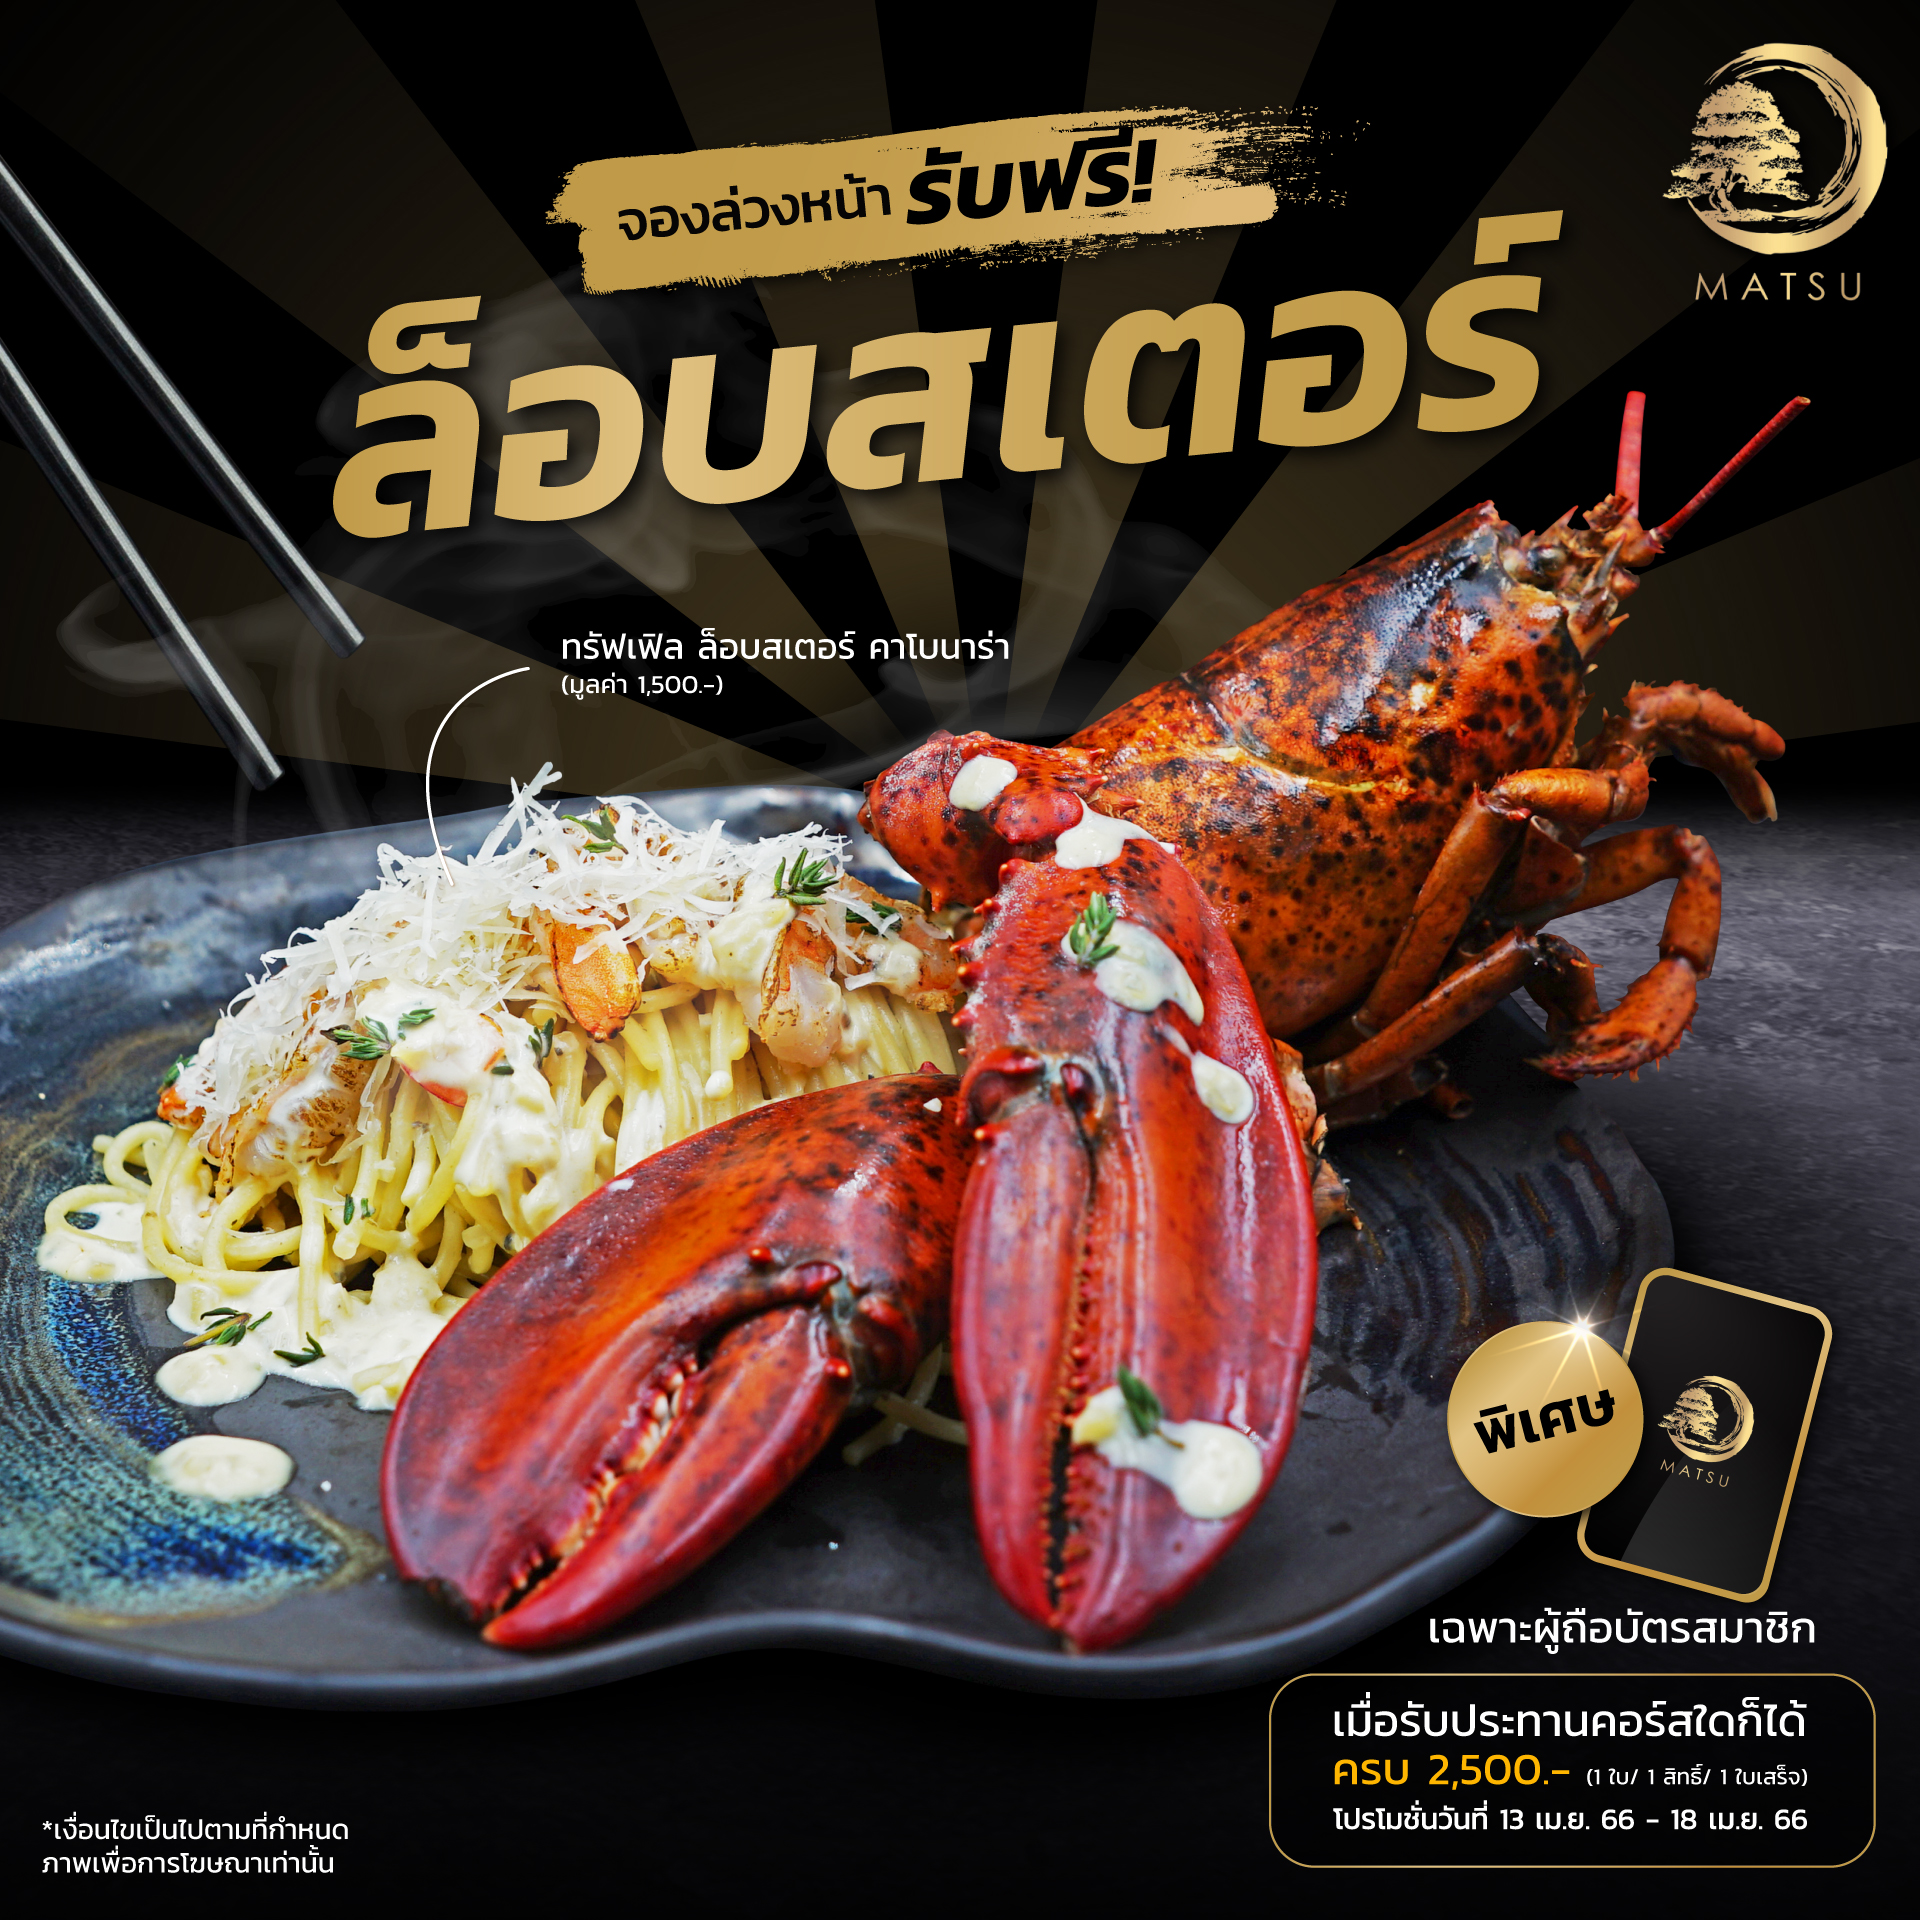 MATSU
จองล่วงหน้า รับฟรี!
ล็อบสเตอร์
ทรัฟเฟิล ล็อบสเตอร์ คาโบนาร่า
(มูลค่า 1,500.-)
พิเศษ
MATSU
เฉพาะผู้ถือบัตรสมาชิก
เมื่อรับประทานคอร์สใดก็ได้
ครบ 2,500.- (1 ใบ/ 1 สิทธิ์/ 1 ใบเสร็จ)
โปรโมชั่นวันที่ 13 เม.ย. 66 - 18 เม.ย. 66
*เงื่อนไขเป็นไปตามที่กำหนด
ภาพเพื่อการโฆษณาเท่านั้น